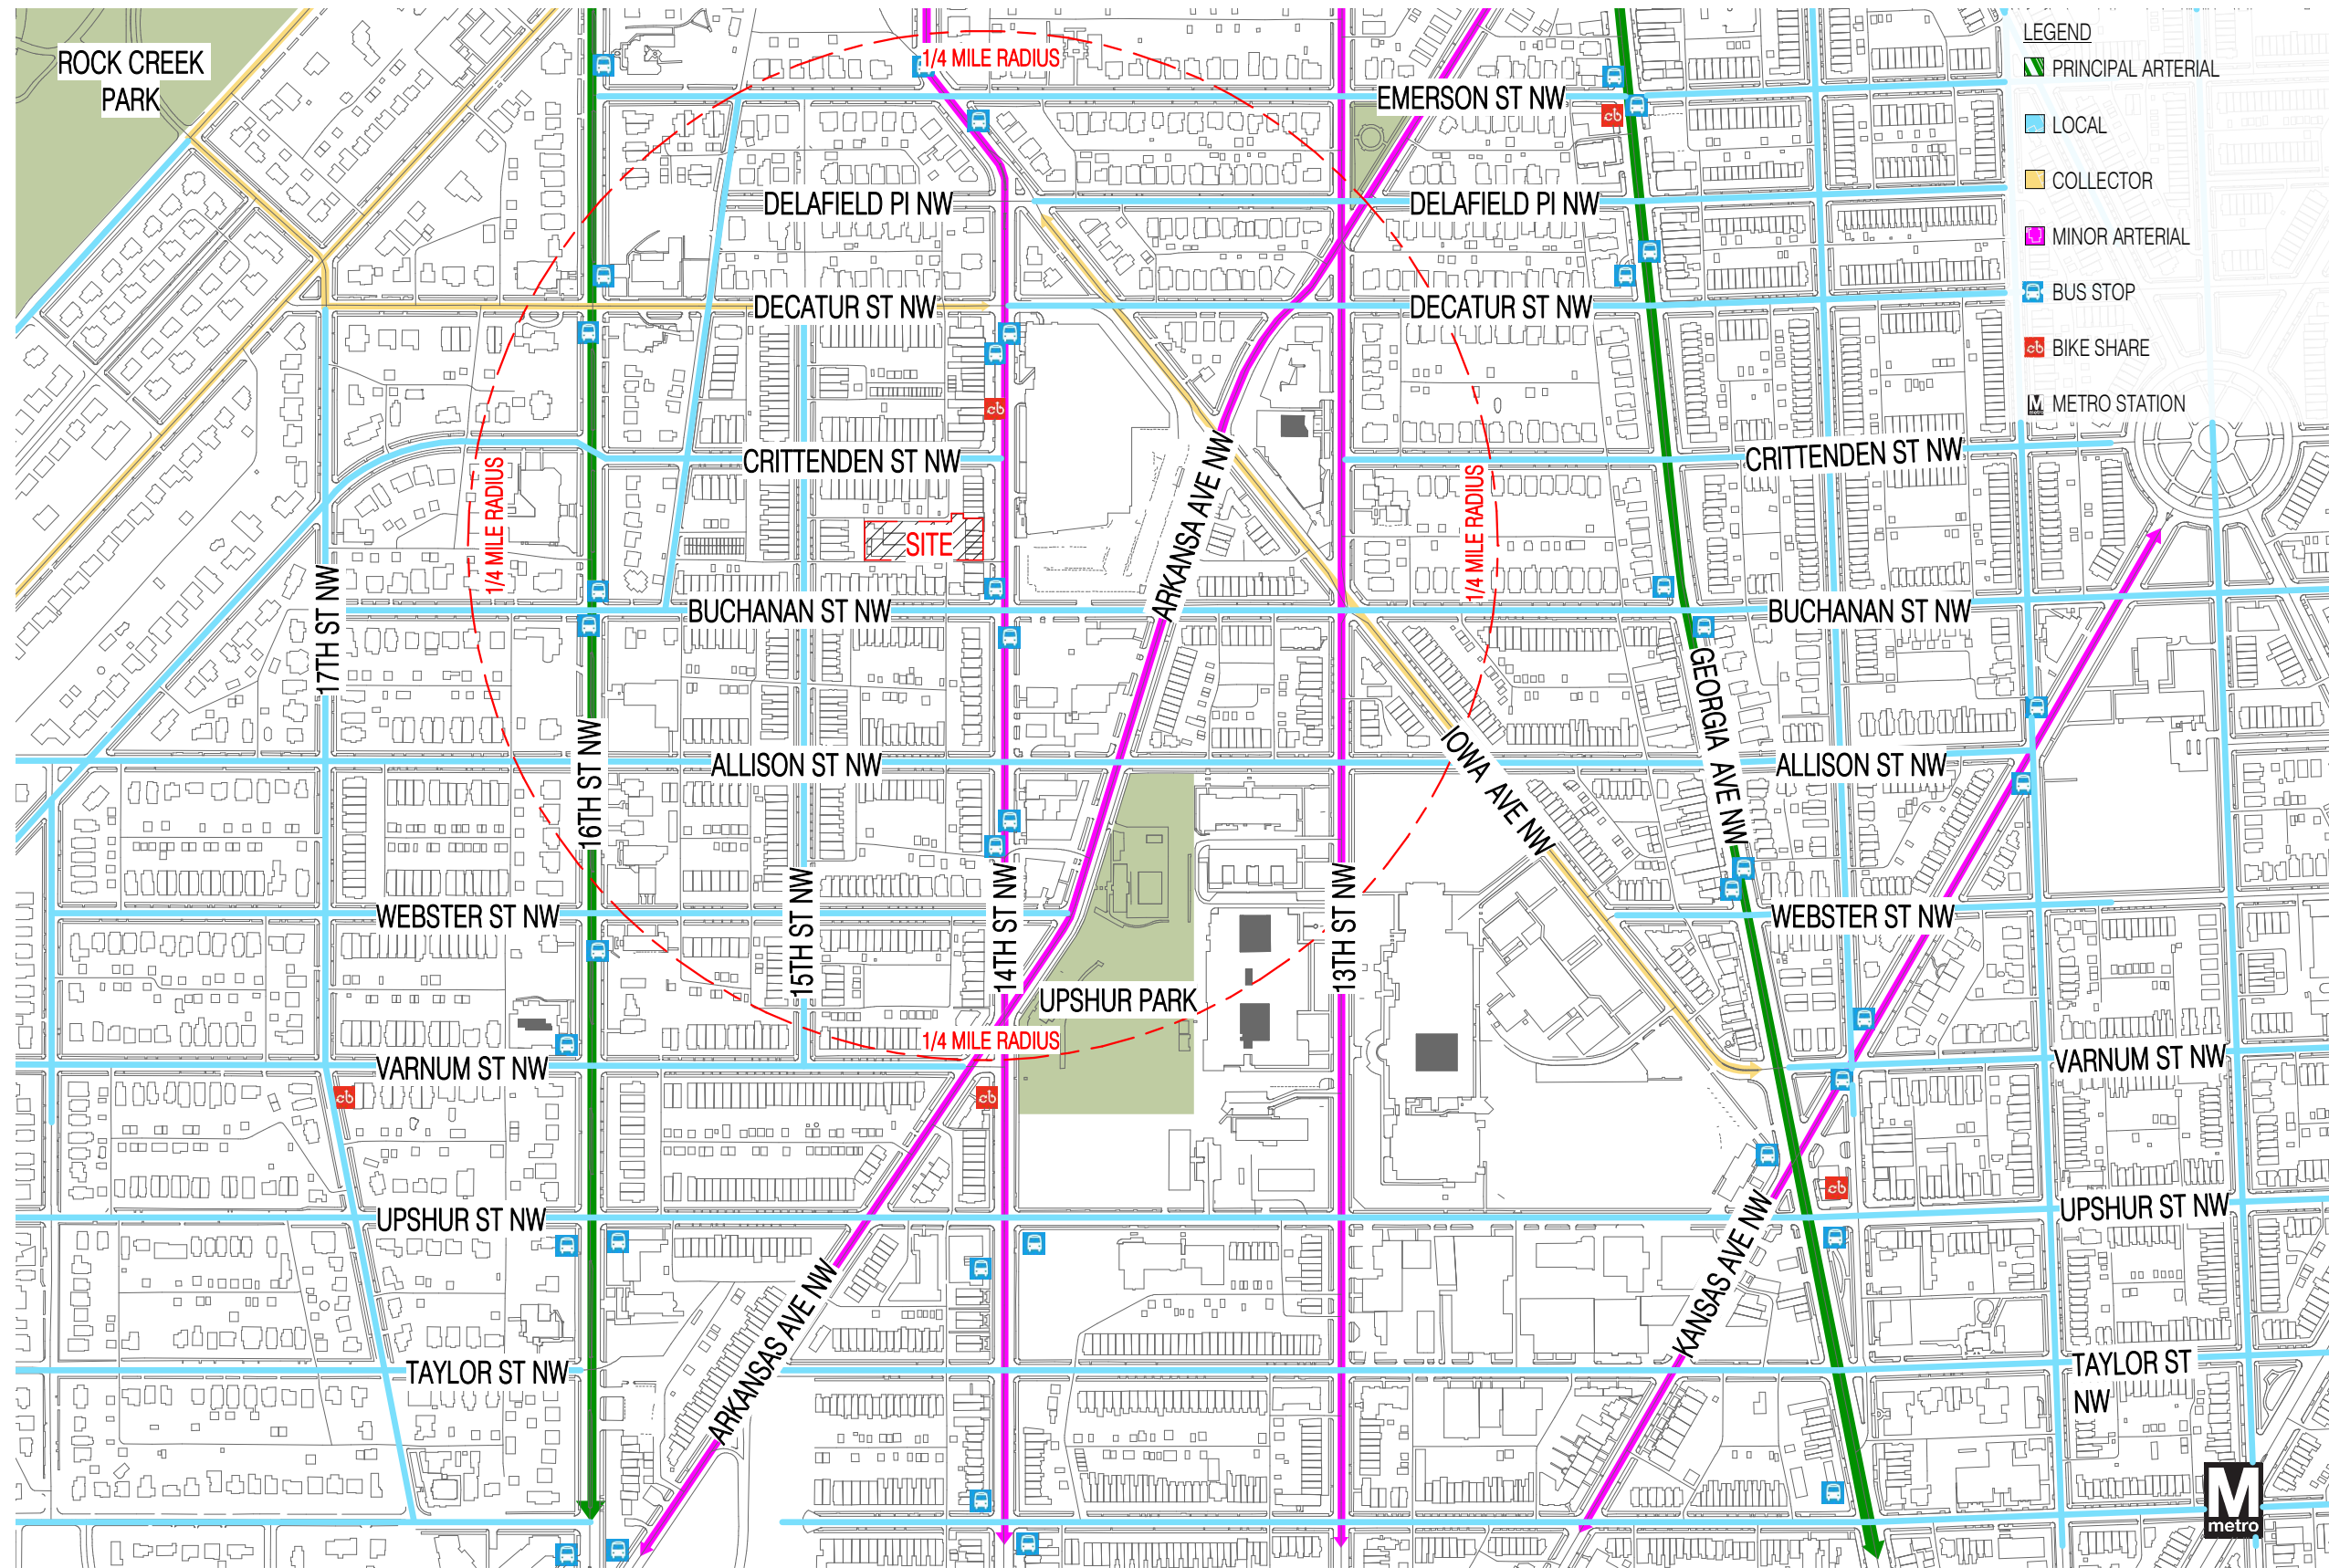 ROCK CREEK
PARK
1/4 MILE RADIUS
LEGEND
PRINCIPAL ARTERIAL
LOCAL
COLLECTOR
MINOR ARTERIAL
BUS STOP
cb BIKE SHARE
M METRO STATION
EMERSON ST NW
cb
DELAFIELD Pl NW
DELAFIELD Pl NW
DECATUR ST NW
DECATUR ST NW
cb
CRITTENDEN ST NW
CRITTENDEN ST NW
1/4 MILE RADIUS
1/4 MILE RADIUS
SITE
ARKANSA AVE NW
17TH ST NW
BUCHANAN ST NW
BUCHANAN ST NW
GEORGIA AVE NW
16TH ST NW
ALLISON ST NW
ALLISON ST NW
IOWA AVE NW
WEBSTER ST NW
WEBSTER ST NW
15TH ST NW
14TH ST NW
13TH ST NW
UPSHUR PARK
1/4 MILE RADIUS
VARNUM ST NW
VARNUM ST NW
cb
cb
cb
UPSHUR ST NW
UPSHUR ST NW
KANSAS AVE NW
ARKANSAS AVE NW
TAYLOR ST NW
TAYLOR ST
NW
M
metro